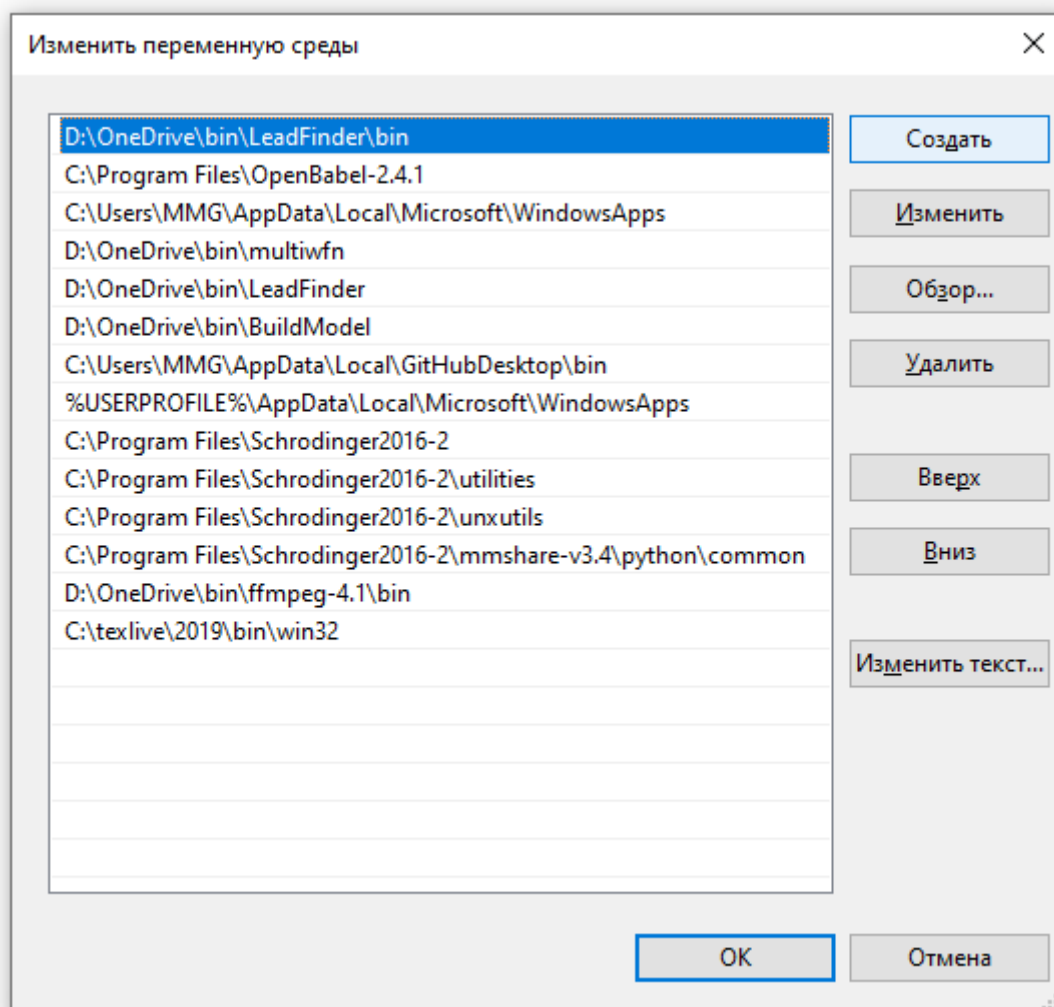 Изменить переменную среды
D:\OneDrive\bin\LeadFinder\bin
C:\Program Files\OpenBabel-2.4.1
C:\Users\MMG\AppData\Local\Microsoft\WindowsApps
D:\OneDrive\bin\multiwfn
D:\OneDrive\bin\LeadFinder
D:\OneDrive\bin\BuildModel
C:\Users\MMG\AppData\Local\GitHubDesktop\bin
%USERPROFILE%\AppData\Local\Microsoft\WindowsApps
C:\Program Files\Schrodinger2016-2
C:\Program Files\Schrodinger2016-2\utilities
C:\Program Files\Schrodinger2016-2\unxutils
C:\Program Files\Schrodinger2016-2\mmshare-v3.4\python\common
D:\OneDrive\bin\ffmpeg-4.1\bin
C:\texlive\2019\bin\win32
Создать
Изменить
Обзор...
Удалить
Вверх
Вниз
Изменить текст...
ОК
Отмена